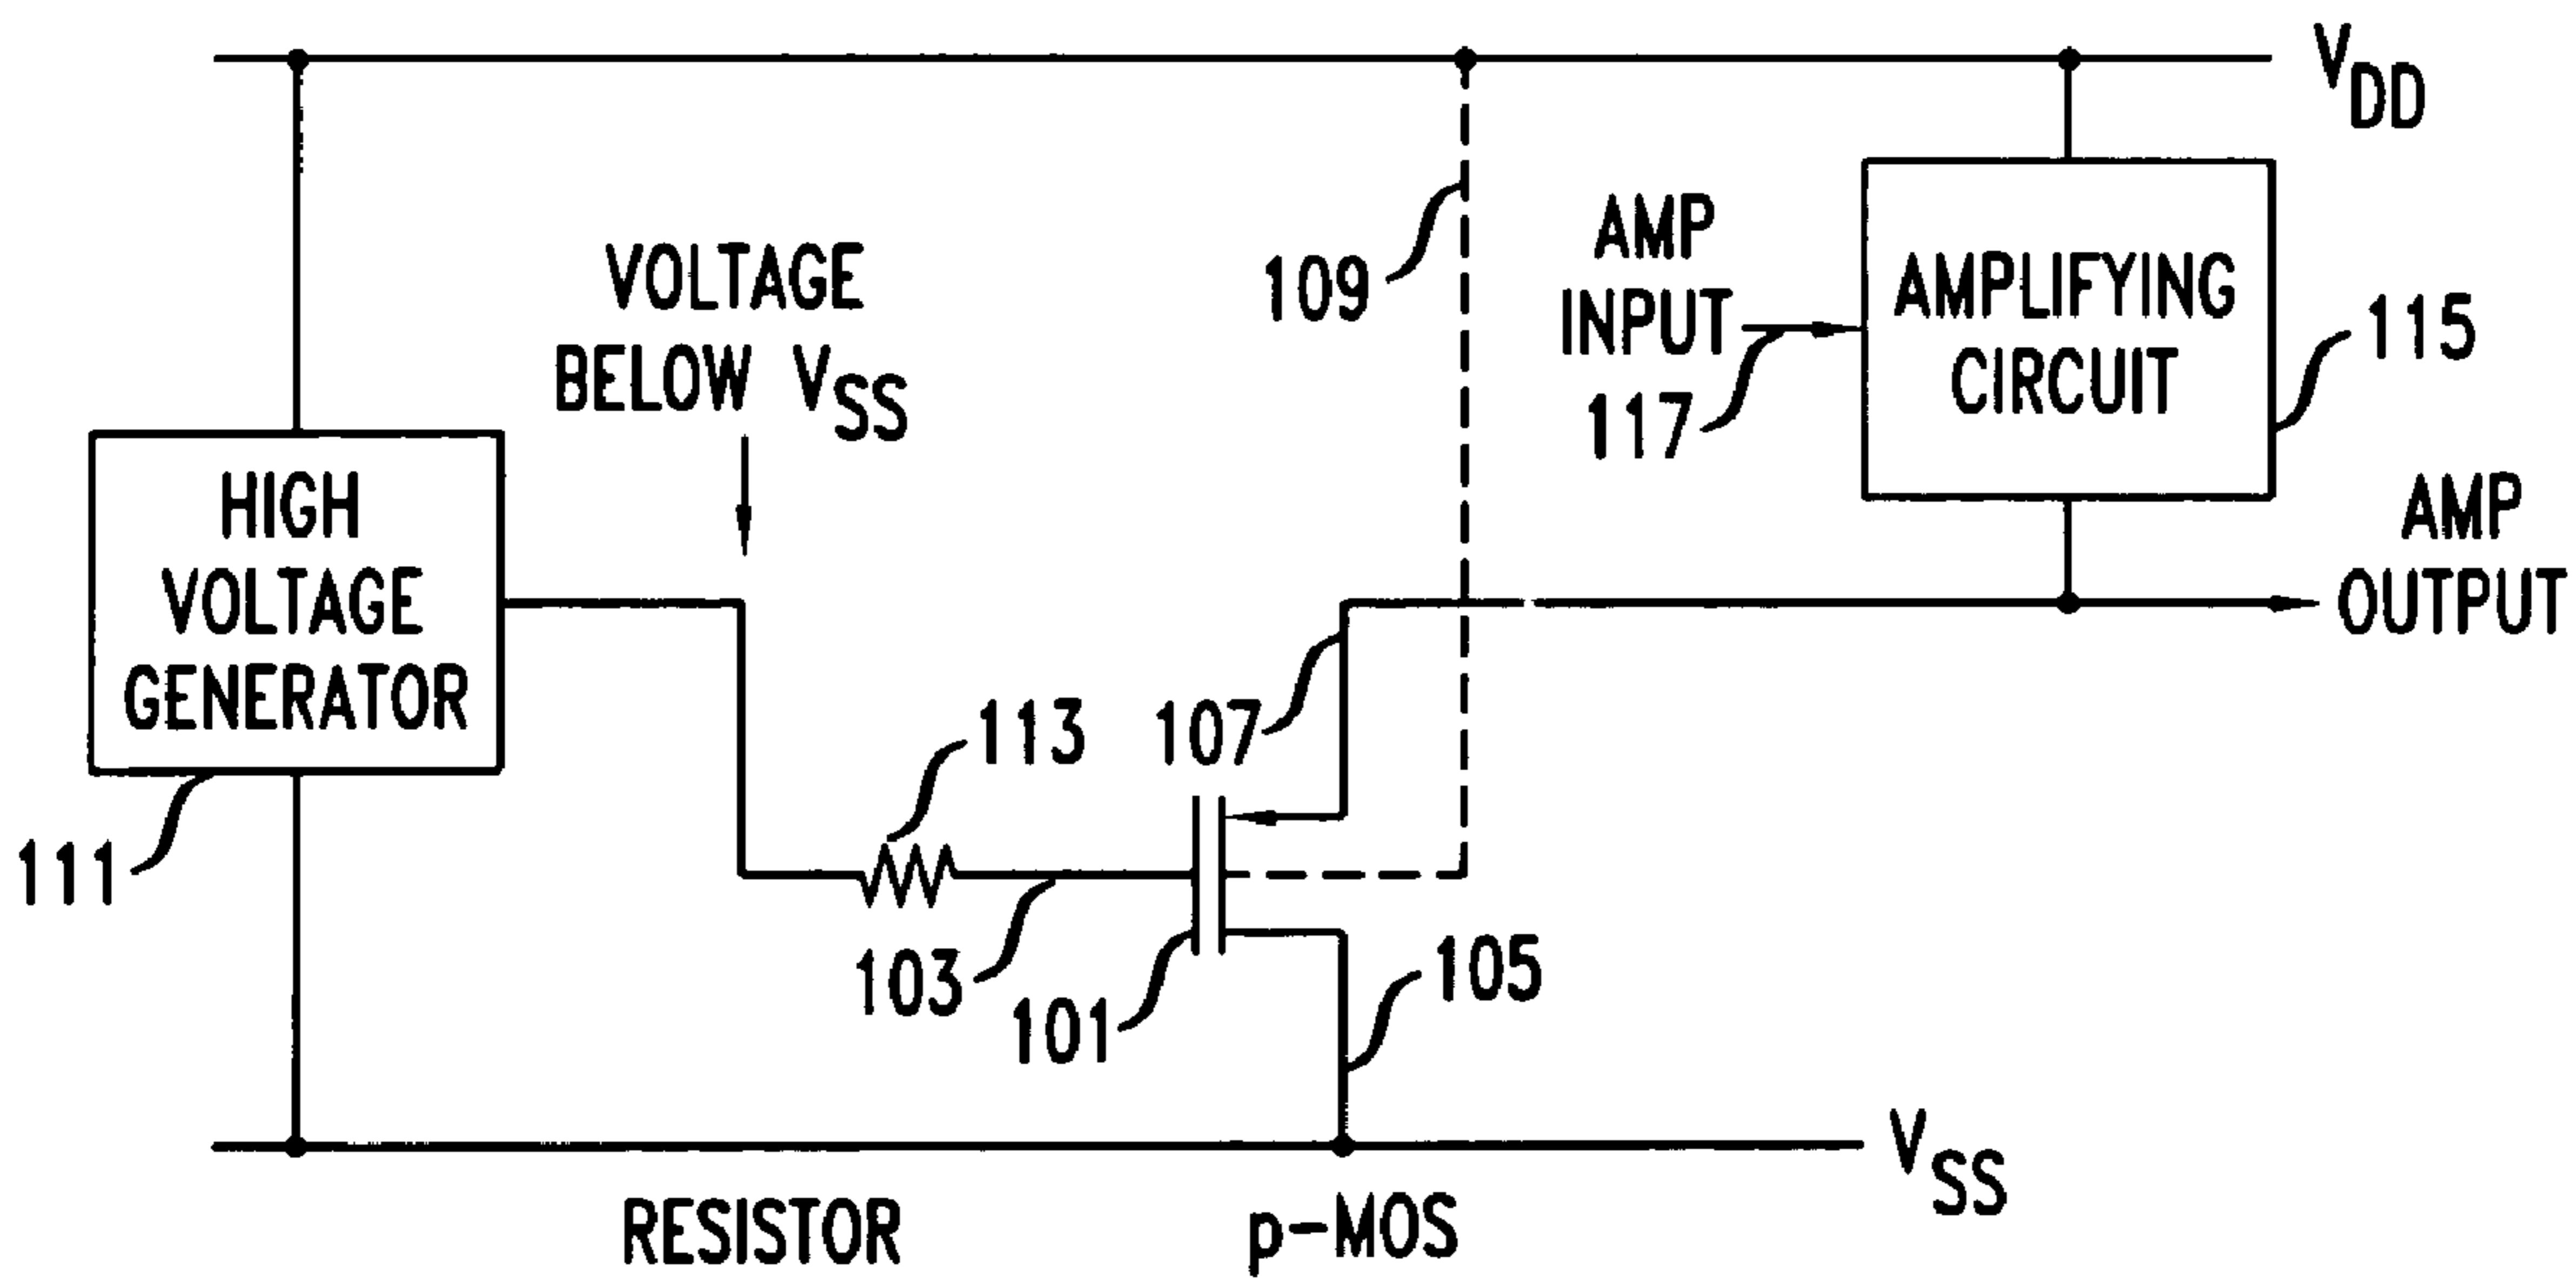 V_DD
VOLTAGE
BELOW V_SS
109
AMP
INPUT
117
AMPLIFYING
CIRCUIT
115
HIGH
VOLTAGE
GENERATOR
111
AMP
OUTPUT
113
107
103
101
105
V_SS
RESISTOR
p-MOS